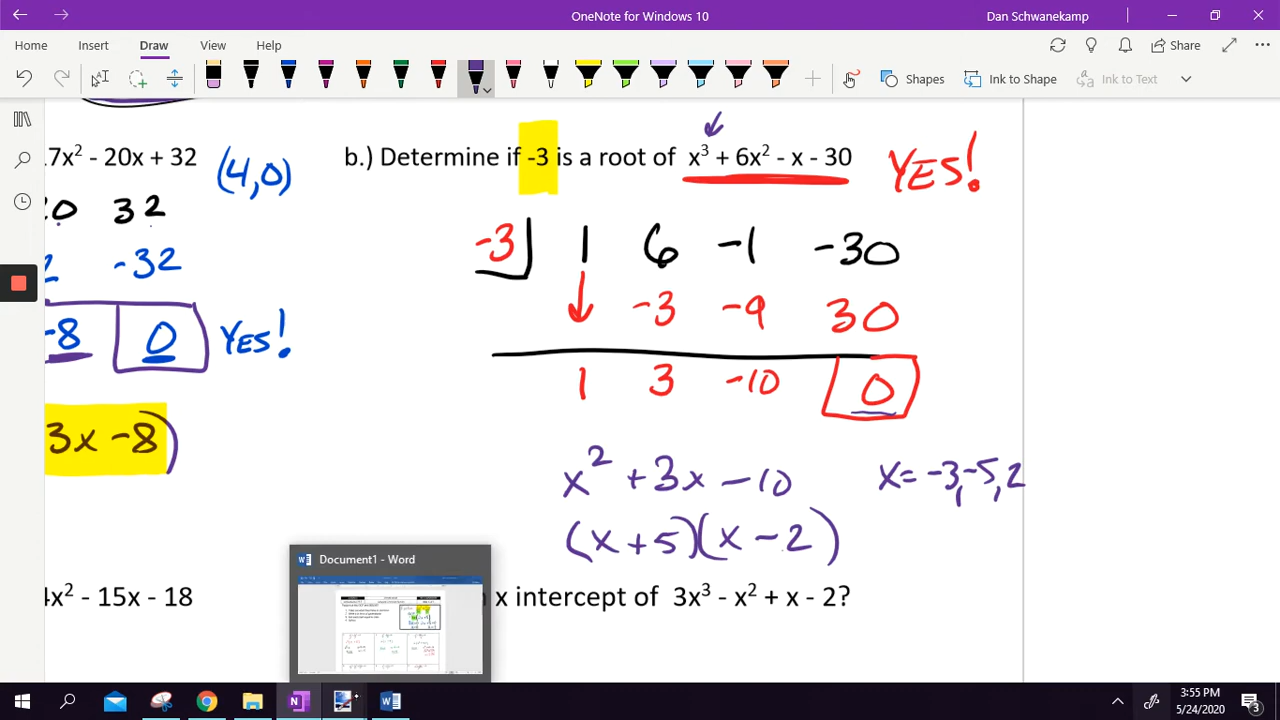 OneNote for Windows 10
Dan Schwanekamp
Home Insert Draw View Help
Share
Shapes Ink to Shape Ink to Text
7x² - 20x + 32 (4,0)
b.) Determine if -3 is a root of x³ + 6x² - x - 30 YES!
32
-32
-8 0 YES!
3x -8)
-3 1 6 -1 -30
-3 -9 30
1 3 -10 0
x² + 3x - 10 x = -3, -5, 2
(x + 5)(x - 2)
Document1 - Word
4x² - 15x - 18
x intercept of 3x³ - x² + x - 2?
3:55 PM
5/24/2020
3